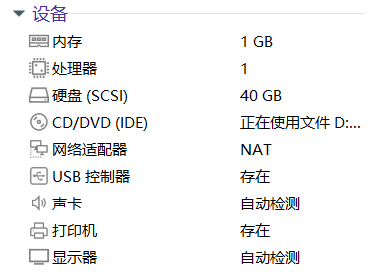 设备
内存 1 GB
处理器 1
硬盘 (SCSI) 40 GB
CD/DVD (IDE) 正在使用文件 D:...
网络适配器 NAT
USB 控制器 存在
声卡 自动检测
打印机 存在
显示器 自动检测